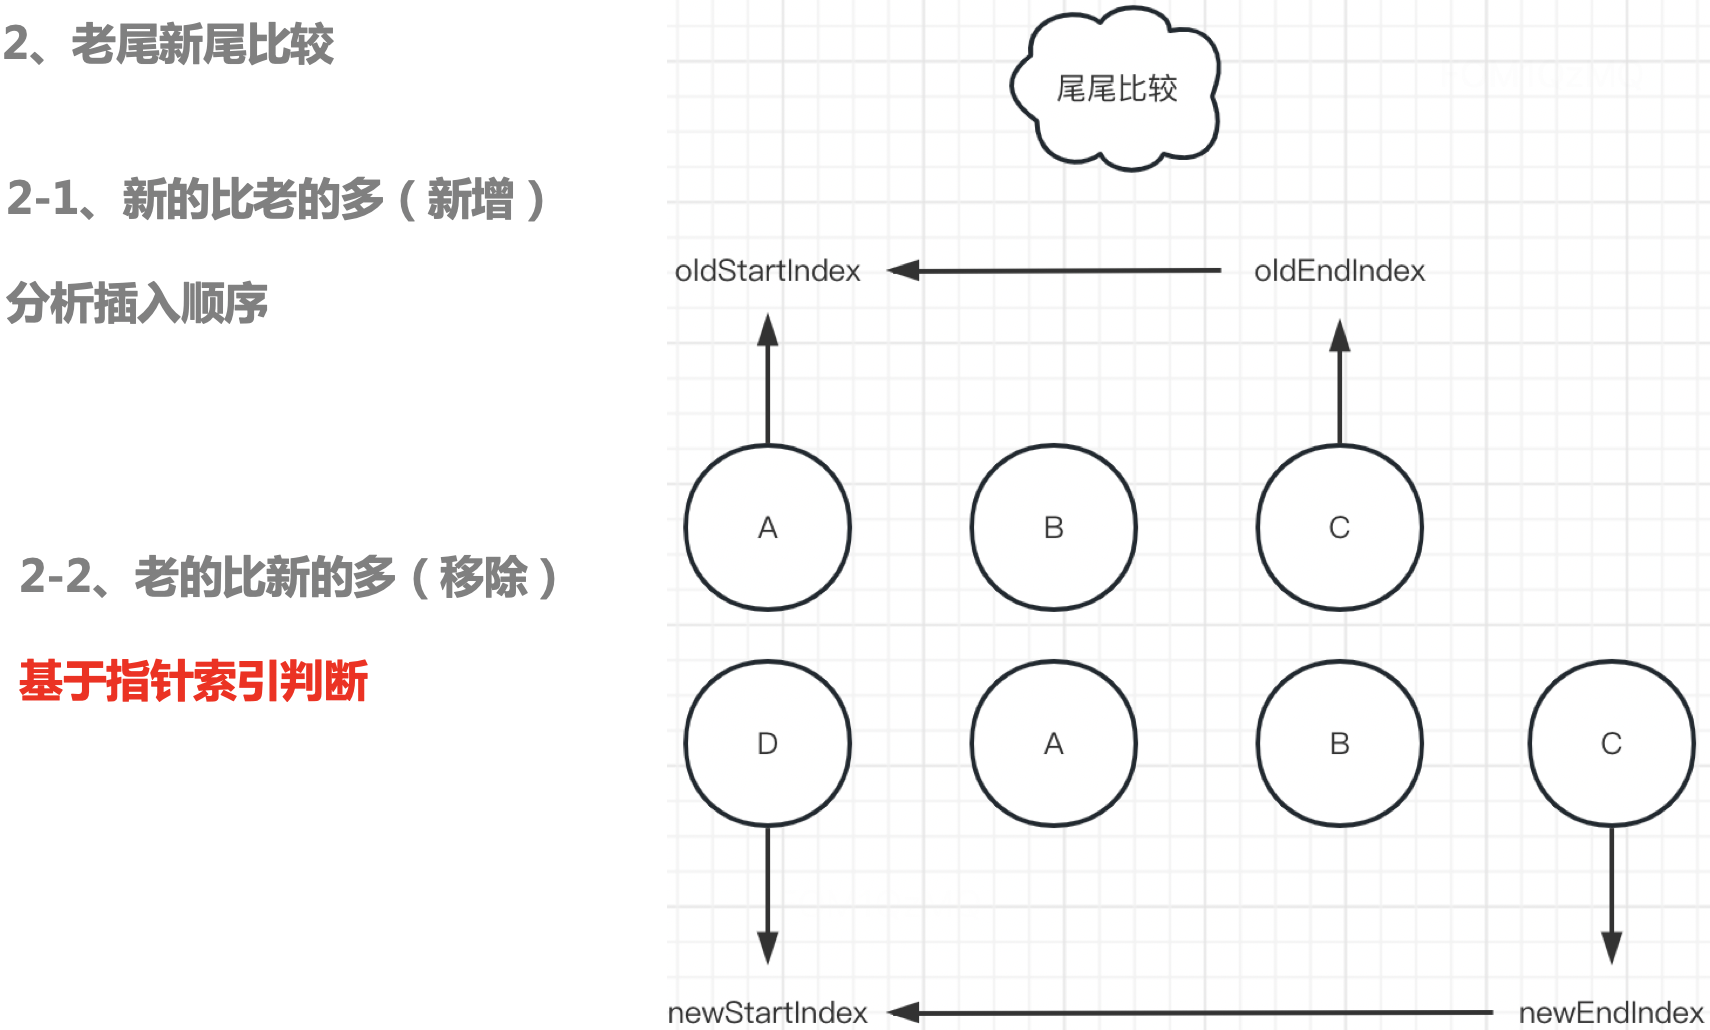 2、老尾新尾比较
2-1、新的比老的多（新增）
分析插入顺序
2-2、老的比新的多（移除）
基于指针索引判断
尾尾比较
oldStartIndex
oldEndIndex
A
B
C
D
A
B
C
newStartIndex
newEndIndex